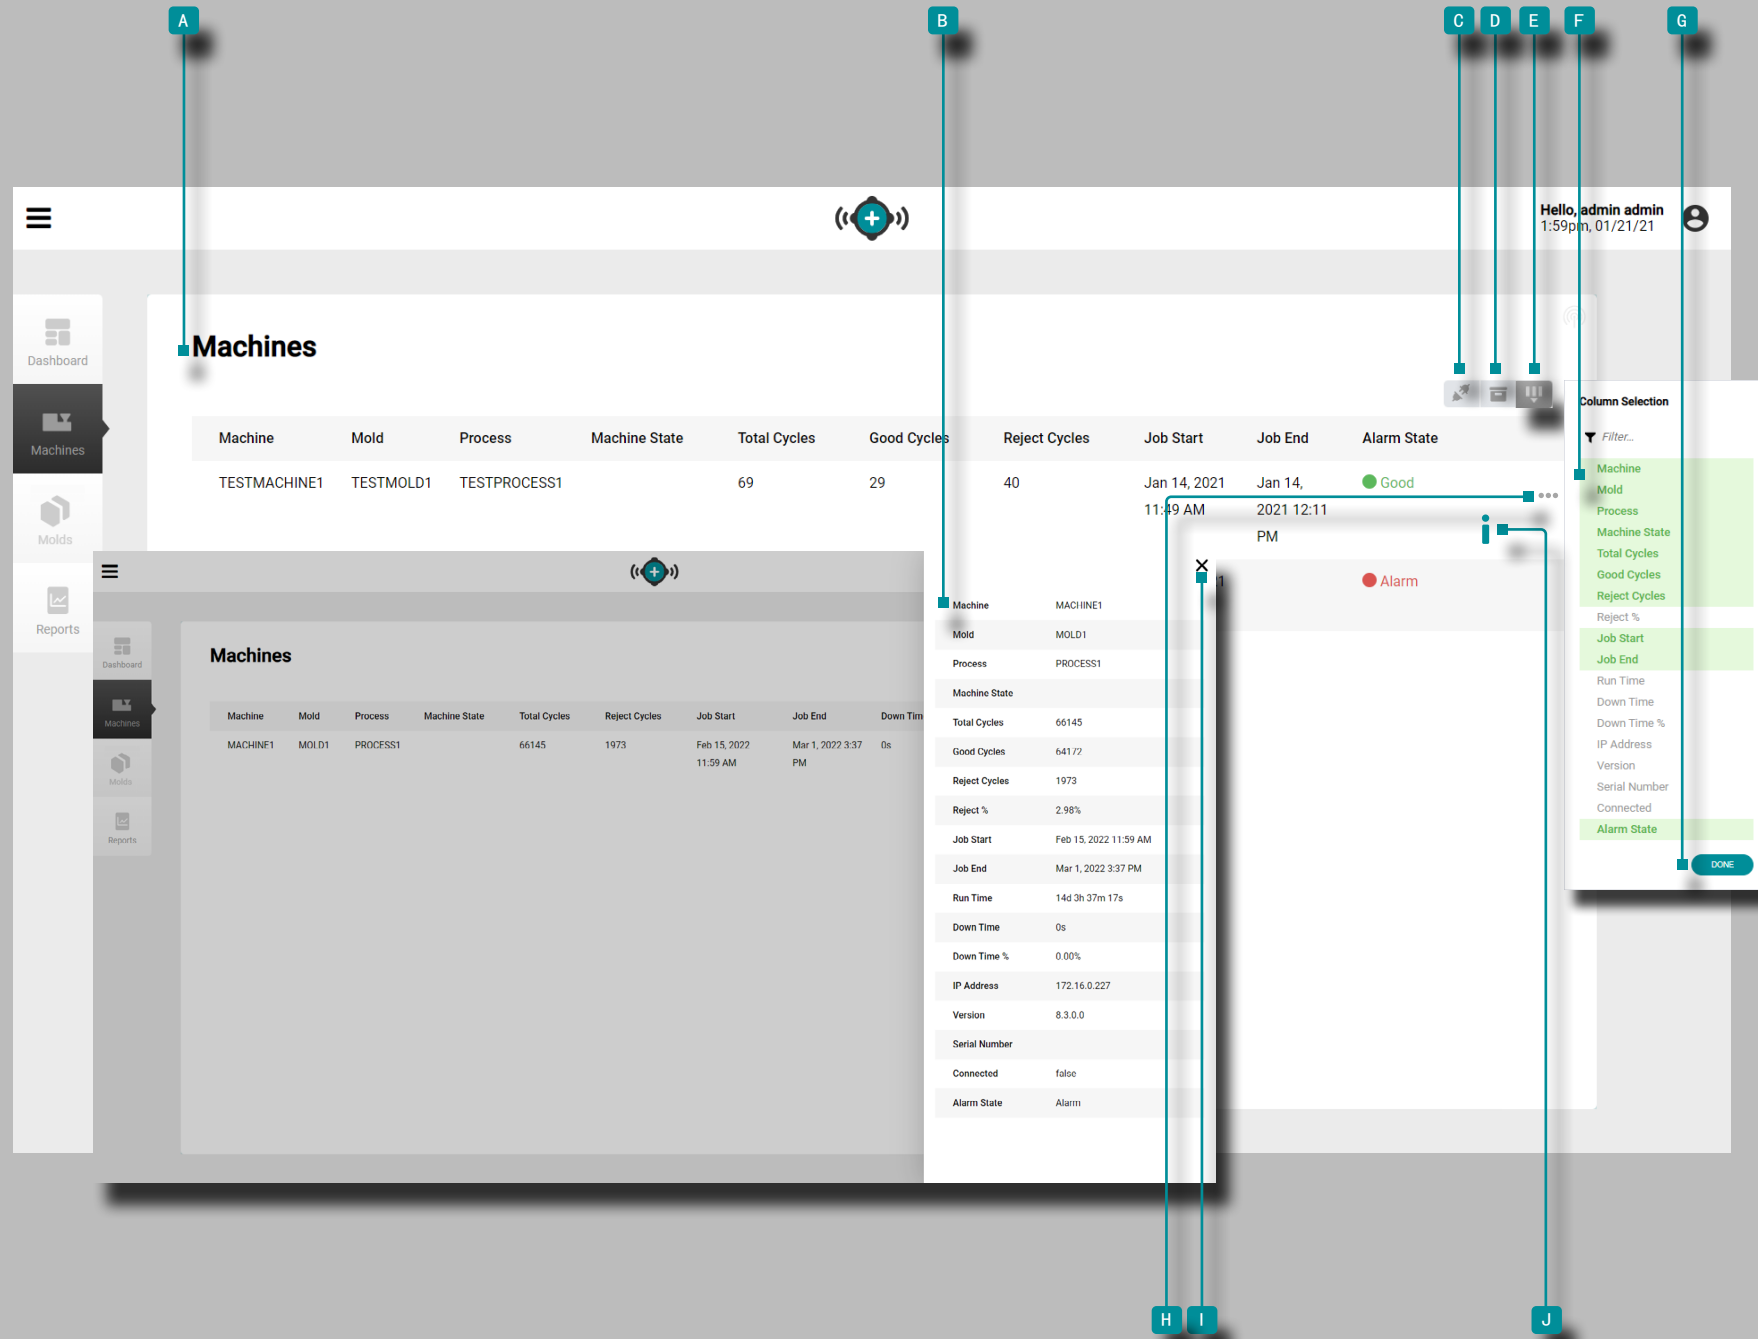 A
B
C
D
E
F
G
Hello, admin admin
1:59pm, 01/21/21
Dashboard
Machines
Molds
Reports
Machines
Machine Mold Process Machine State Total Cycles Good Cycles Reject Cycles Job Start Job End Alarm State
TESTMACHINE1 TESTMOLD1 TESTPROCESS1 69 29 40 Jan 14, 2021 Jan 14, Good
11:49 AM 2021 12:11
PM
Alarm
Column Selection
Filter...
Machine
Mold
Process
Machine State
Total Cycles
Good Cycles
Reject Cycles
Reject %
Job Start
Job End
Run Time
Down Time
Down Time %
IP Address
Version
Serial Number
Connected
Alarm State
DONE
Dashboard
Machines
Molds
Reports
Machines
Machine Mold Process Machine State Total Cycles Reject Cycles Job Start Job End Down Tim
MACHINE1 MOLD1 PROCESS1 66145 1973 Feb 15, 2022 Mar 1, 2022 3:37 0s
11:59 AM PM
Machine MACHINE1
Mold MOLD1
Process PROCESS1
Machine State
Total Cycles 66145
Good Cycles 64172
Reject Cycles 1973
Reject % 2.98%
Job Start Feb 15, 2022 11:59 AM
Job End Mar 1, 2022 3:37 PM
Run Time 14d 3h 37m 17s
Down Time 0s
Down Time % 0.00%
IP Address 172.16.0.227
Version 8.3.0.0
Serial Number
Connected false
Alarm State Alarm
H
I
J